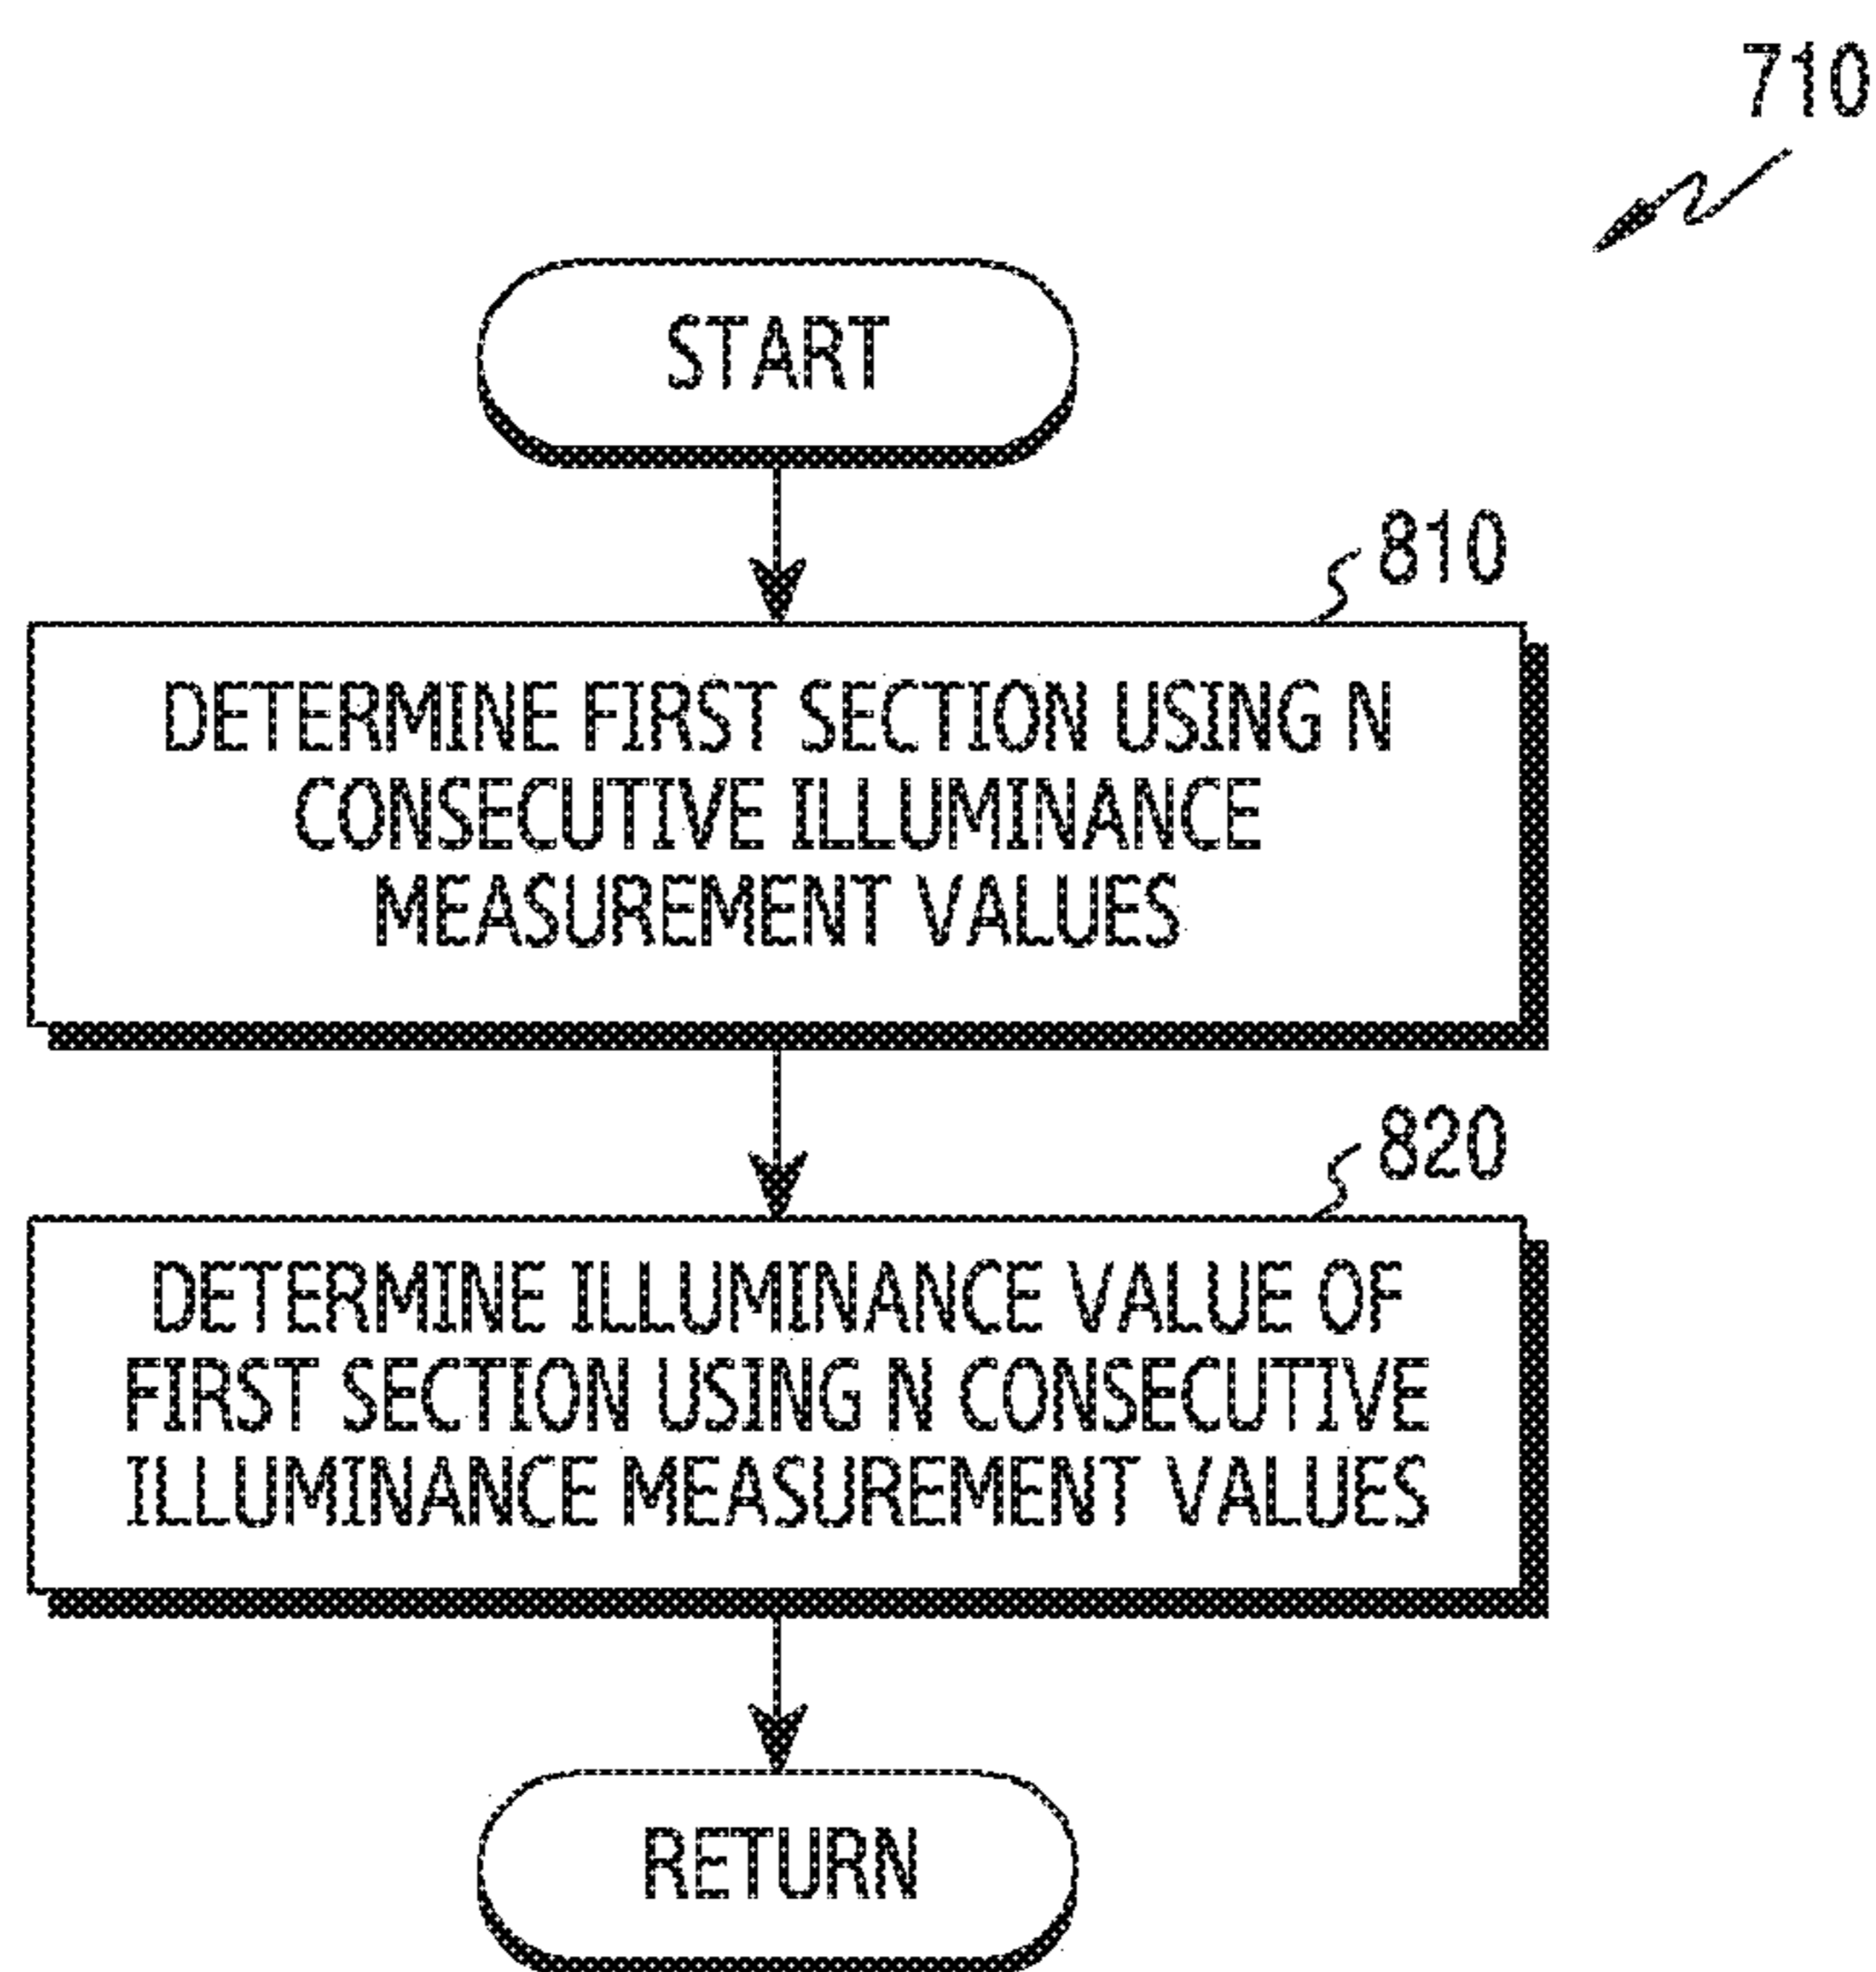 710
START
810
DETERMINE FIRST SECTION USING N
CONSECUTIVE ILLUMINANCE
MEASUREMENT VALUES
820
DETERMINE ILLUMINANCE VALUE OF
FIRST SECTION USING N CONSECUTIVE
ILLUMINANCE MEASUREMENT VALUES
RETURN